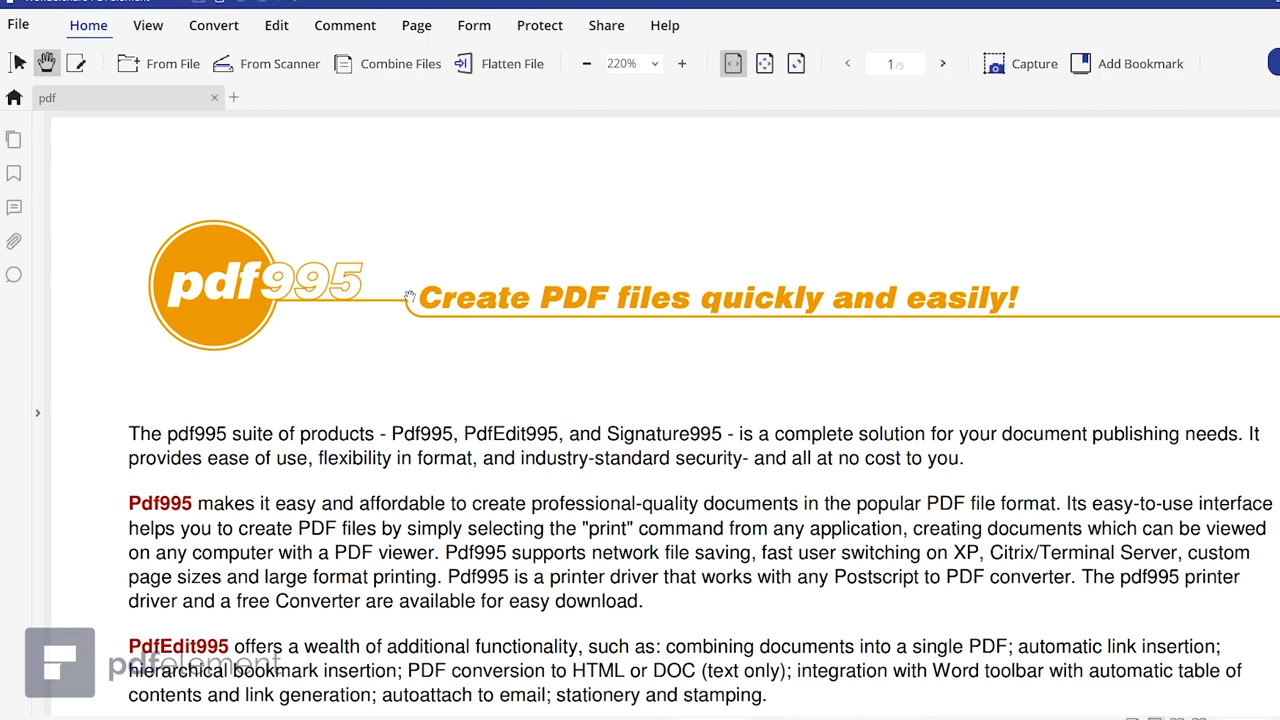 File Home View Convert Edit Comment Page Form Protect Share Help
From File From Scanner Combine Files Flatten File 220% 1/5 Capture Add Bookmark
pdf
pdf995
Create PDF files quickly and easily!
The pdf995 suite of products - Pdf995, PdfEdit995, and Signature995 - is a complete solution for your document publishing needs. It
provides ease of use, flexibility in format, and industry-standard security- and all at no cost to you.
Pdf995 makes it easy and affordable to create professional-quality documents in the popular PDF file format. Its easy-to-use interface
helps you to create PDF files by simply selecting the "print" command from any application, creating documents which can be viewed
on any computer with a PDF viewer. Pdf995 supports network file saving, fast user switching on XP, Citrix/Terminal Server, custom
page sizes and large format printing. Pdf995 is a printer driver that works with any Postscript to PDF converter. The pdf995 printer
driver and a free Converter are available for easy download.
PdfEdit995 offers a wealth of additional functionality, such as: combining documents into a single PDF; automatic link insertion;
hierarchical bookmark insertion; PDF conversion to HTML or DOC (text only); integration with Word toolbar with automatic table of
contents and link generation; autoattach to email; stationery and stamping.
pdfelement